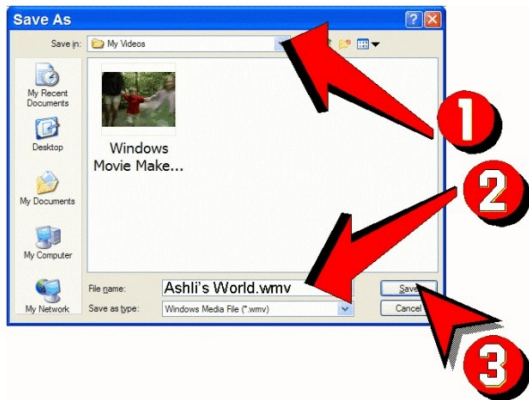 Save As
Save in: My Videos
My Recent
Documents
Desktop
My Documents
My Computer
My Network
Windows
Movie Make...
File name: Ashli's World.wmv
Save as type: Windows Media File (*.wmv)
Save
Cancel
1
2
3